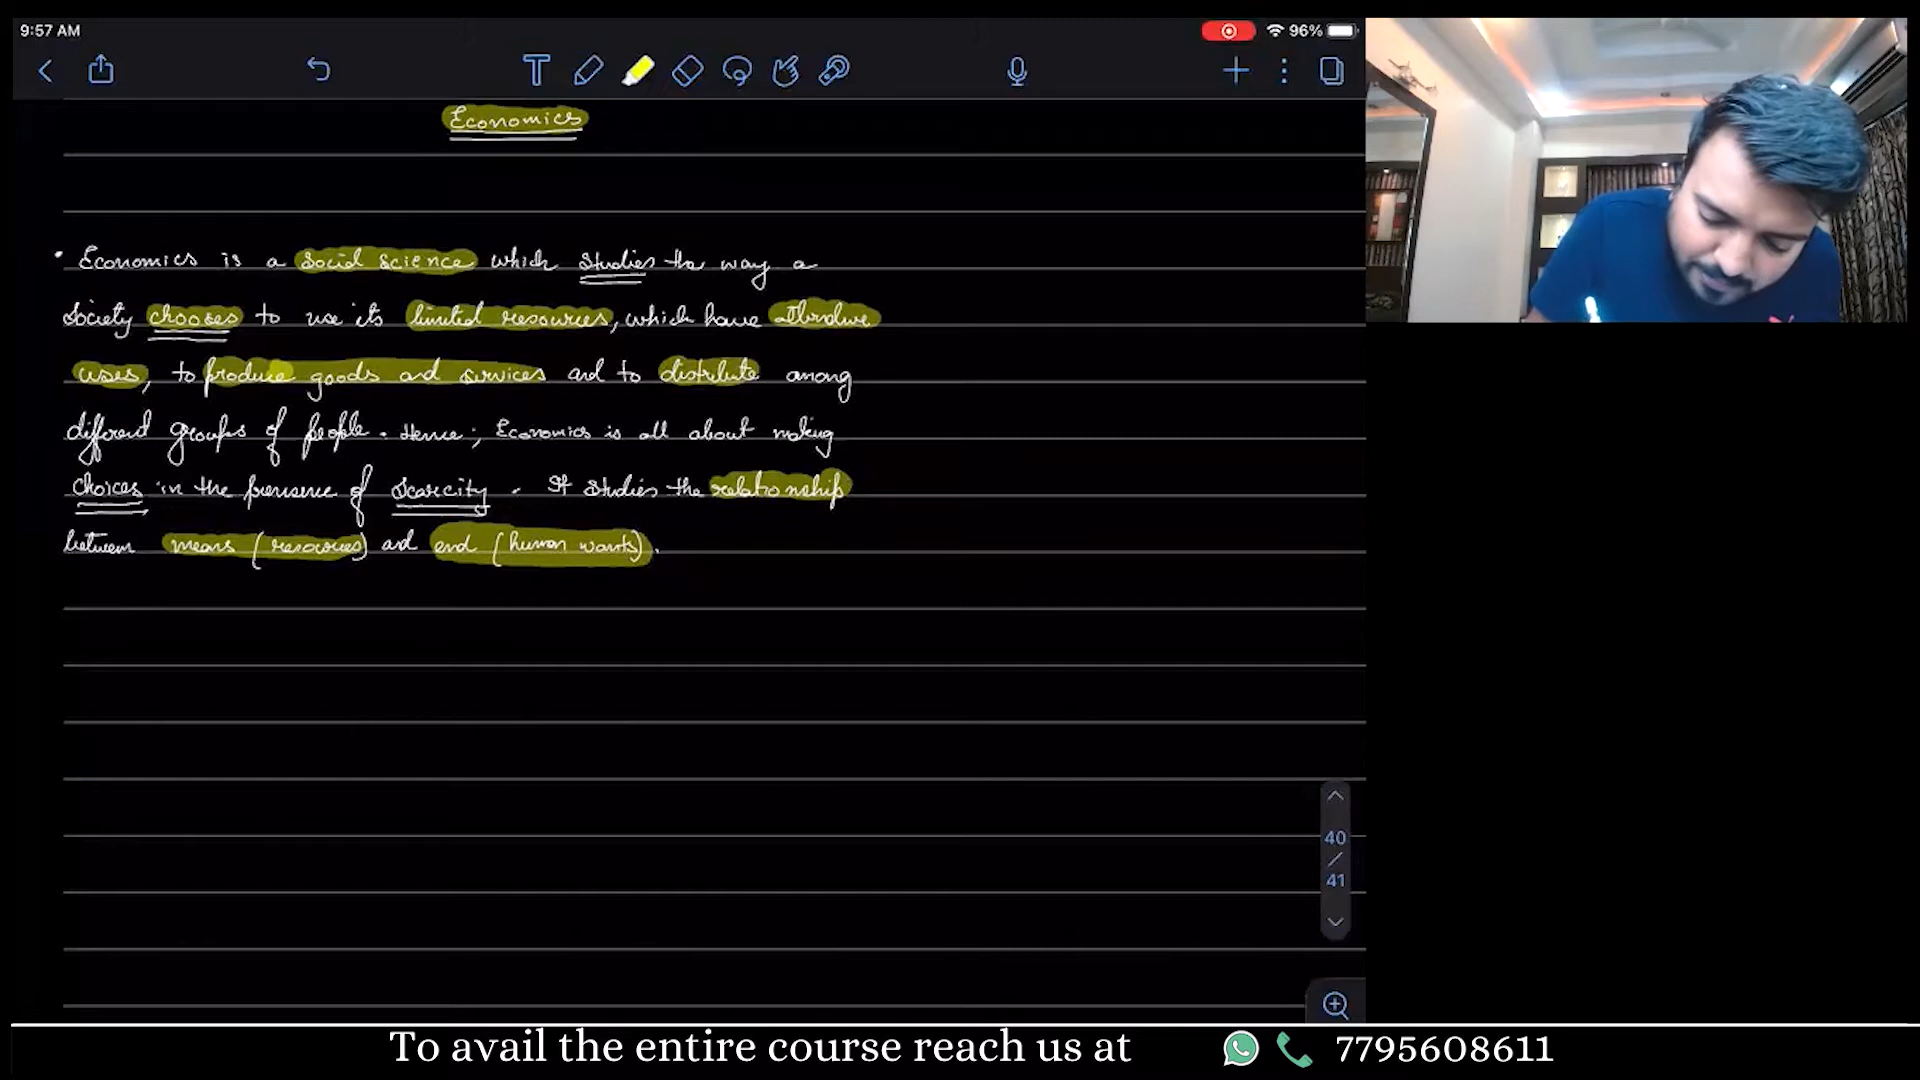 9:57 AM
96%
Economics
• Economics is a social science which studies the way a
society chooses to use its limited resources, which have alternative
uses, to produce goods and services and to distribute among
different groups of people. Hence; Economics is all about making
choices in the presence of scarcity. It studies the relationship
between means (resources) and end (human wants).
40
/
41
To avail the entire course reach us at 7795608611